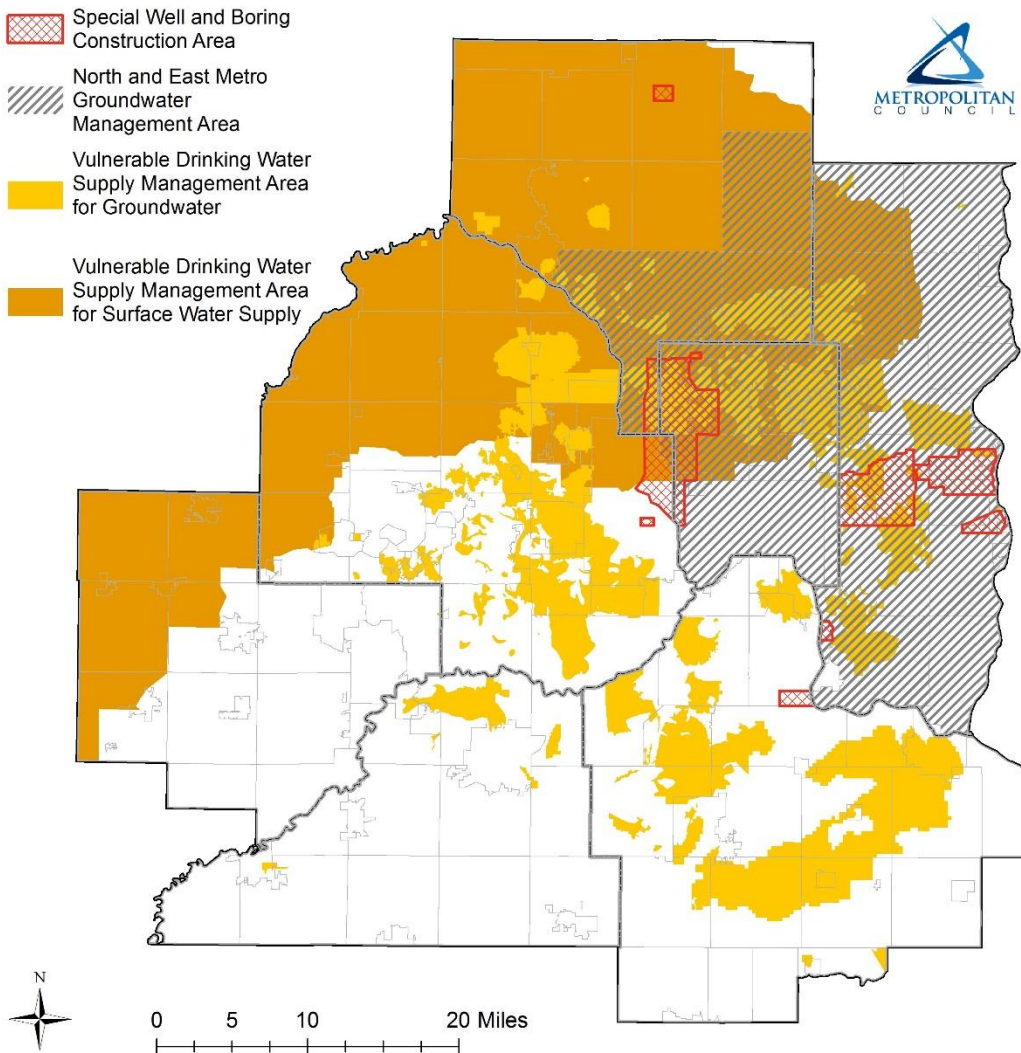 Special Well and Boring
Construction Area
North and East Metro
Groundwater
Management Area
Vulnerable Drinking Water
Supply Management Area
for Groundwater
Vulnerable Drinking Water
Supply Management Area
for Surface Water Supply
METROPOLITAN
COUNCIL
N
0 5 10 20 Miles